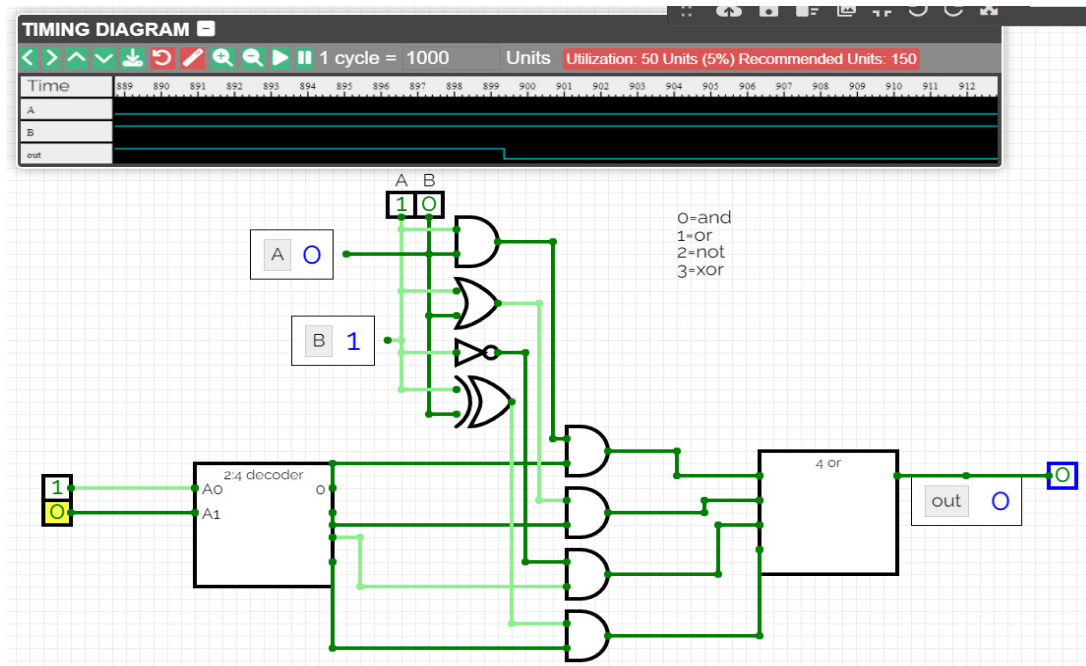 TIMING DIAGRAM
1 cycle = 1000 Units Utilization: 50 Units (5%) Recommended Units: 150
Time 889 890 891 892 893 894 895 896 897 898 899 900 901 902 903 904 905 906 907 908 909 910 911 912
A
B
out
A B
1 0
0=and
1=or
2=not
3=xor
A 0
B 1
2:4 decoder
4 or
1 A0 0
0 A1
0
out 0